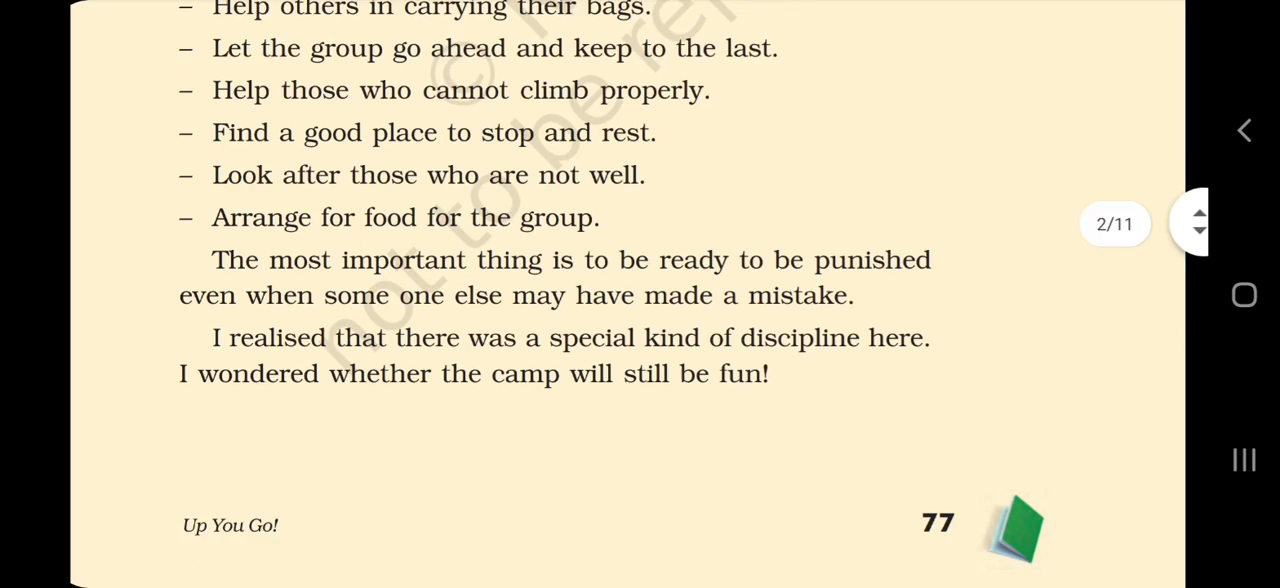 – Help others in carrying their bags.
– Let the group go ahead and keep to the last.
– Help those who cannot climb properly.
– Find a good place to stop and rest.
– Look after those who are not well.
– Arrange for food for the group.
The most important thing is to be ready to be punished
even when some one else may have made a mistake.
I realised that there was a special kind of discipline here.
I wondered whether the camp will still be fun!
Up You Go!
77
2/11
©
not to be